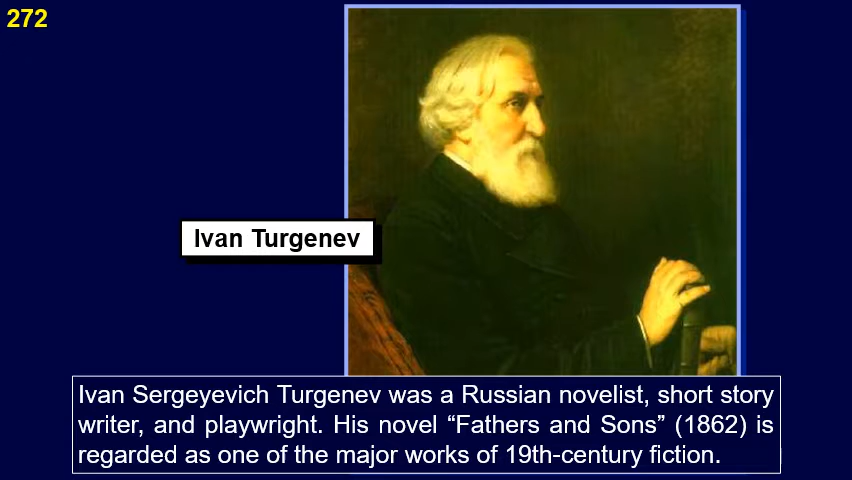 272
Ivan Turgenev
Ivan Sergeyevich Turgenev was a Russian novelist, short story
writer, and playwright. His novel “Fathers and Sons” (1862) is
regarded as one of the major works of 19th-century fiction.